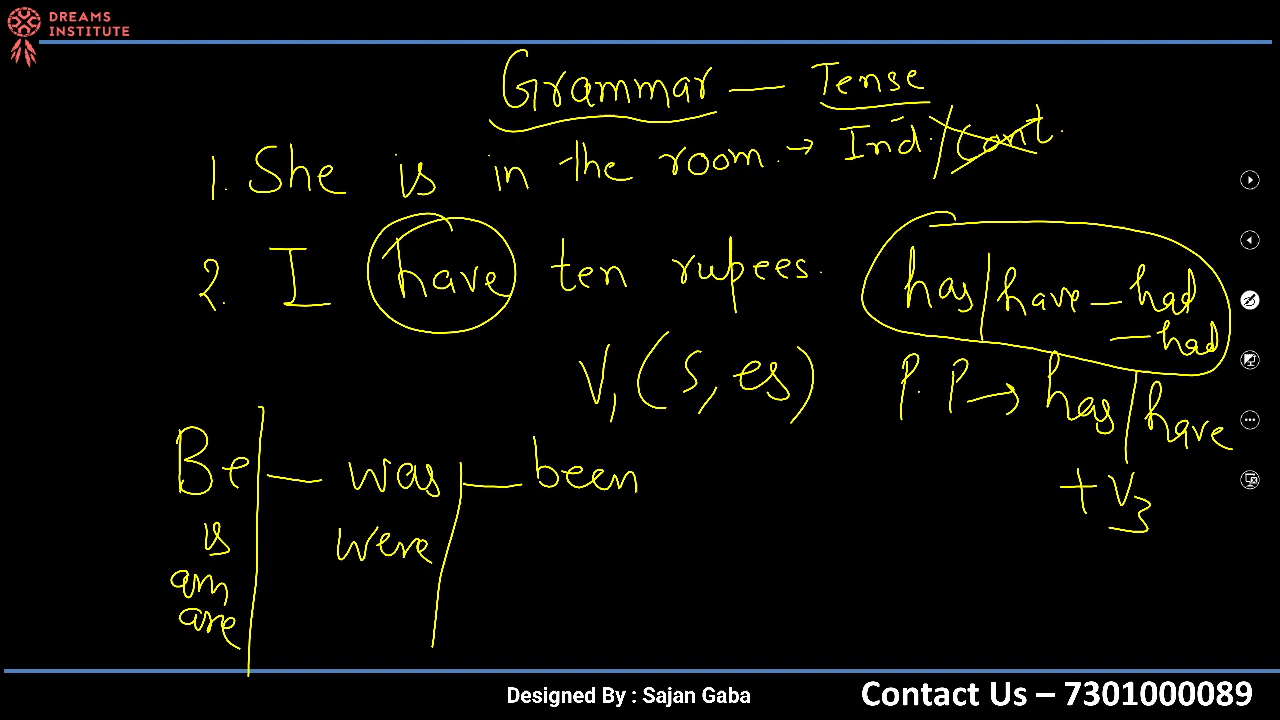 DREAMS
INSTITUTE
Grammar — Tense
1. She is in the room. → Ind./Cont.
2. I have ten rupees.
has/have — had
— had
V1 (s, es)
P.P → has/have
+ V3
Be — was — been
is
were
am
are
Designed By : Sajan Gaba
Contact Us – 7301000089